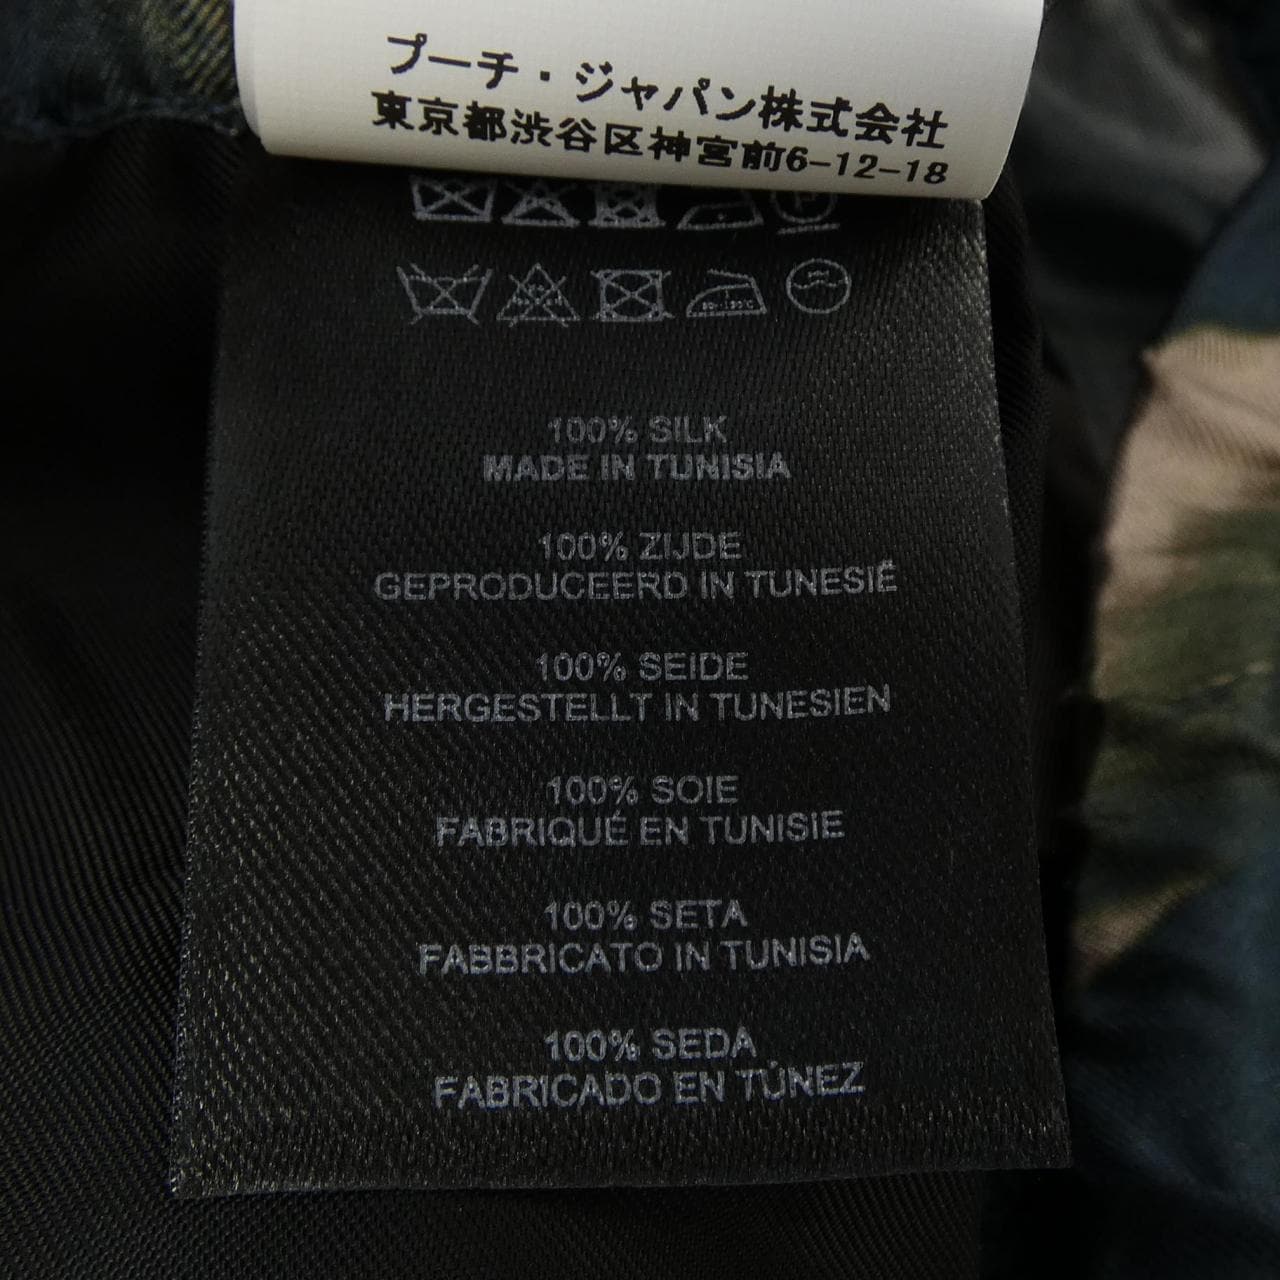 プーチ・ジャパン株式会社
東京都渋谷区神宮前6-12-18
100% SILK
MADE IN TUNISIA
100% ZIJDE
GEPRODUCEERD IN TUNESIË
100% SEIDE
HERGESTELLT IN TUNESIEN
100% SOIE
FABRIQUÉ EN TUNISIE
100% SETA
FABBRICATO IN TUNISIA
100% SEDA
FABRICADO EN TÚNEZ